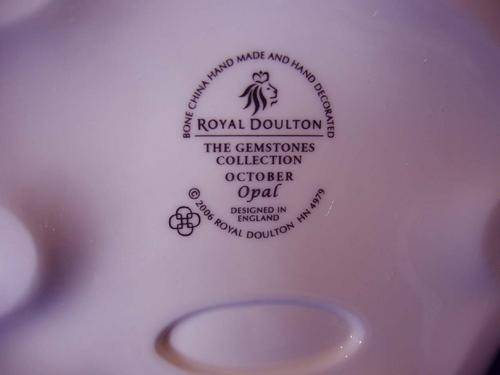 BONE CHINA HAND MADE AND HAND DECORATED
ROYAL DOULTON
THE GEMSTONES
COLLECTION
OCTOBER
Opal
DESIGNED IN
ENGLAND
© 2006 ROYAL DOULTON HN 4979